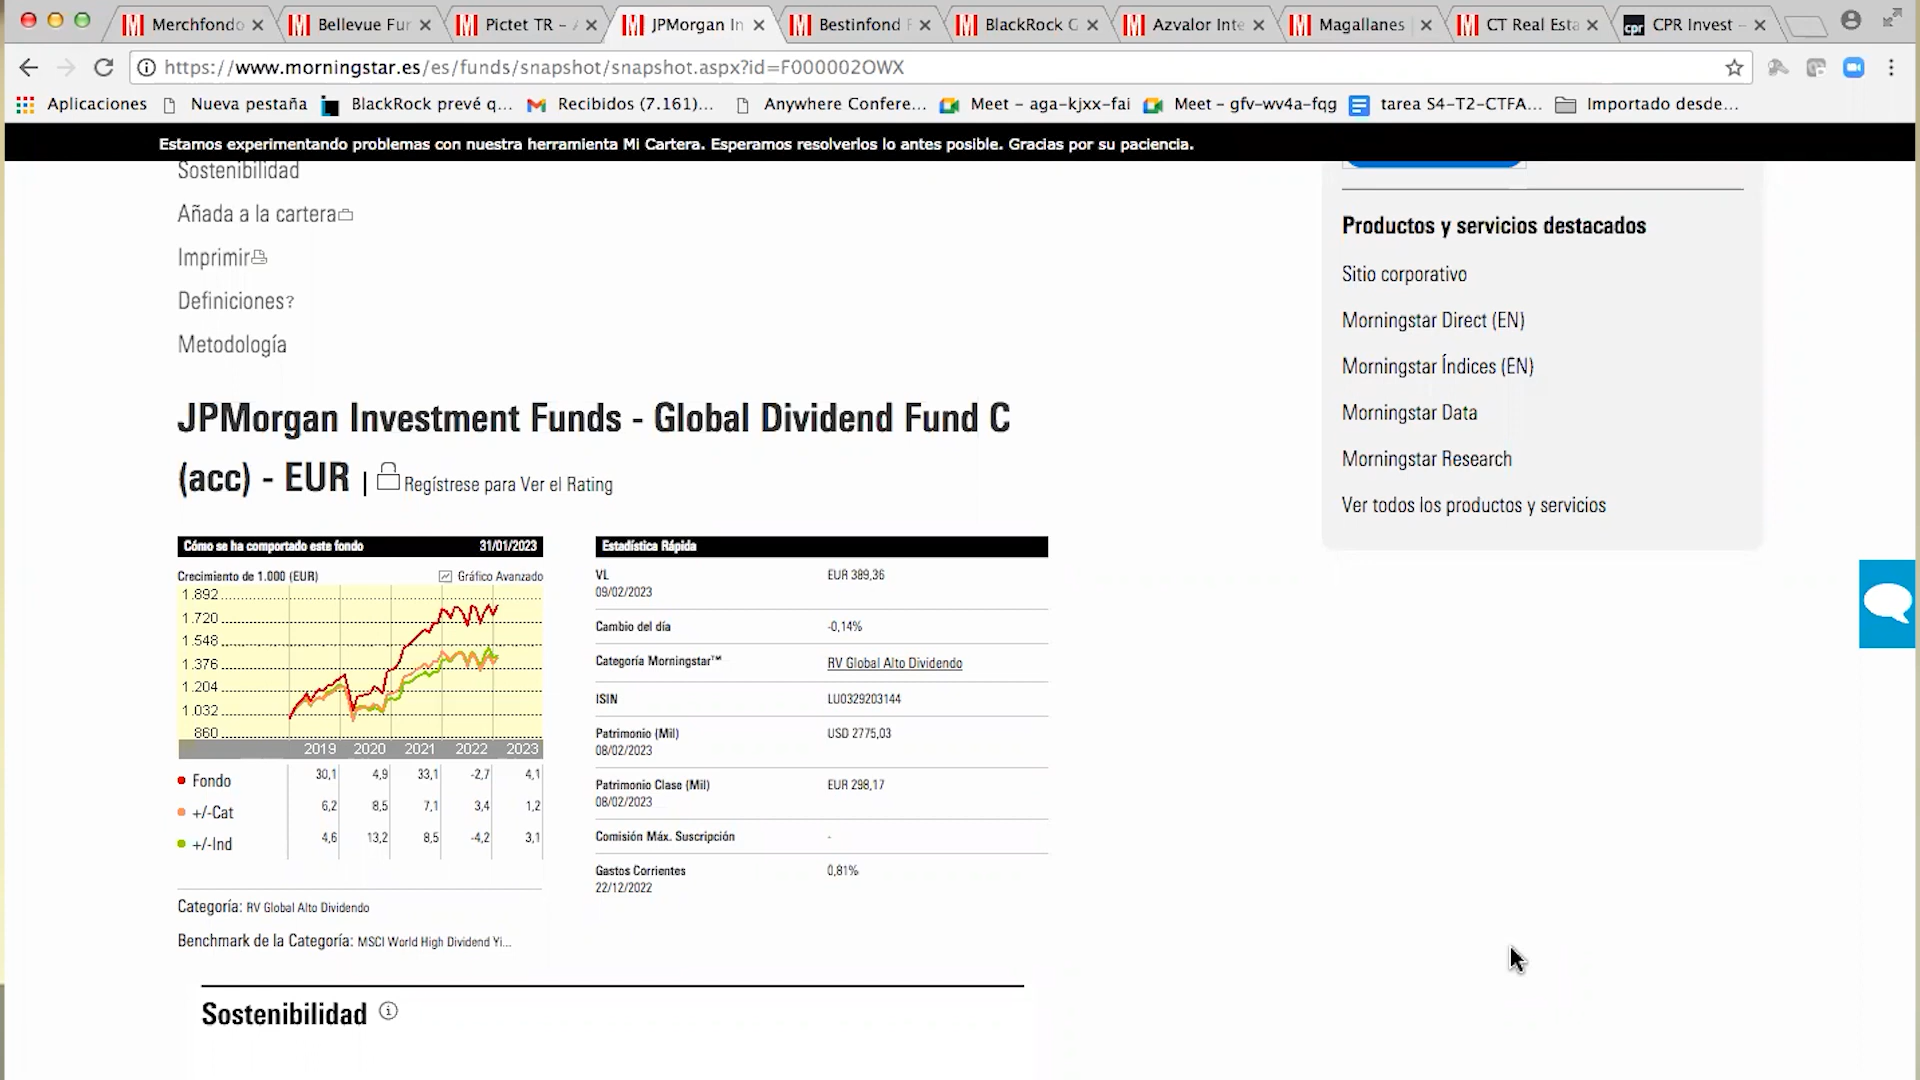 Merchfondo
Bellevue Fun
Pictet TR - A
JPMorgan In
Bestinfond F
BlackRock G
Azvalor Inte
Magallanes
CT Real Esta
CPR Invest -
https://www.morningstar.es/es/funds/snapshot/snapshot.aspx?id=F000002OWX
Aplicaciones
Nueva pestaña
BlackRock prevé q...
Recibidos (7.161)...
Anywhere Confere...
Meet - aga-kjxx-fai
Meet - gfv-wv4a-fqg
tarea S4-T2-CTFA...
Importado desde...
Estamos experimentando problemas con nuestra herramienta Mi Cartera. Esperamos resolverlos lo antes posible. Gracias por su paciencia.
Sostenibilidad
Añada a la cartera
Imprimir
Definiciones?
Metodología
JPMorgan Investment Funds - Global Dividend Fund C
(acc) - EUR | Regístrese para Ver el Rating
Cómo se ha comportado este fondo 31/01/2023
Crecimiento de 1.000 (EUR) Gráfico Avanzado
1.892
1.720
1.548
1.376
1.204
1.032
860
2019 2020 2021 2022 2023
Fondo 30,1 4,9 33,1 -2,7 4,1
+/-Cat 6,2 8,5 7,1 3,4 1,2
+/-Ind 4,6 13,2 8,5 -4,2 3,1
Categoría: RV Global Alto Dividendo
Benchmark de la Categoría: MSCI World High Dividend Yi...
Estadística Rápida
VL EUR 389,36
09/02/2023
Cambio del día -0,14%
Categoría Morningstar™ RV Global Alto Dividendo
ISIN LU0329203144
Patrimonio (Mil) USD 2775,03
08/02/2023
Patrimonio Clase (Mil) EUR 298,17
08/02/2023
Comisión Máx. Suscripción -
Gastos Corrientes 0,81%
22/12/2022
Sostenibilidad
Productos y servicios destacados
Sitio corporativo
Morningstar Direct (EN)
Morningstar Índices (EN)
Morningstar Data
Morningstar Research
Ver todos los productos y servicios